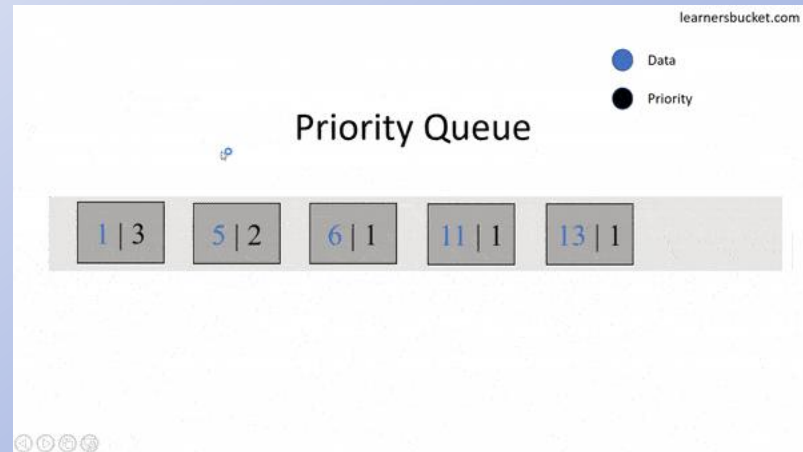 learnersbucket.com
Data
Priority
Priority Queue
1 | 3 5 | 2 6 | 1 11 | 1 13 | 1